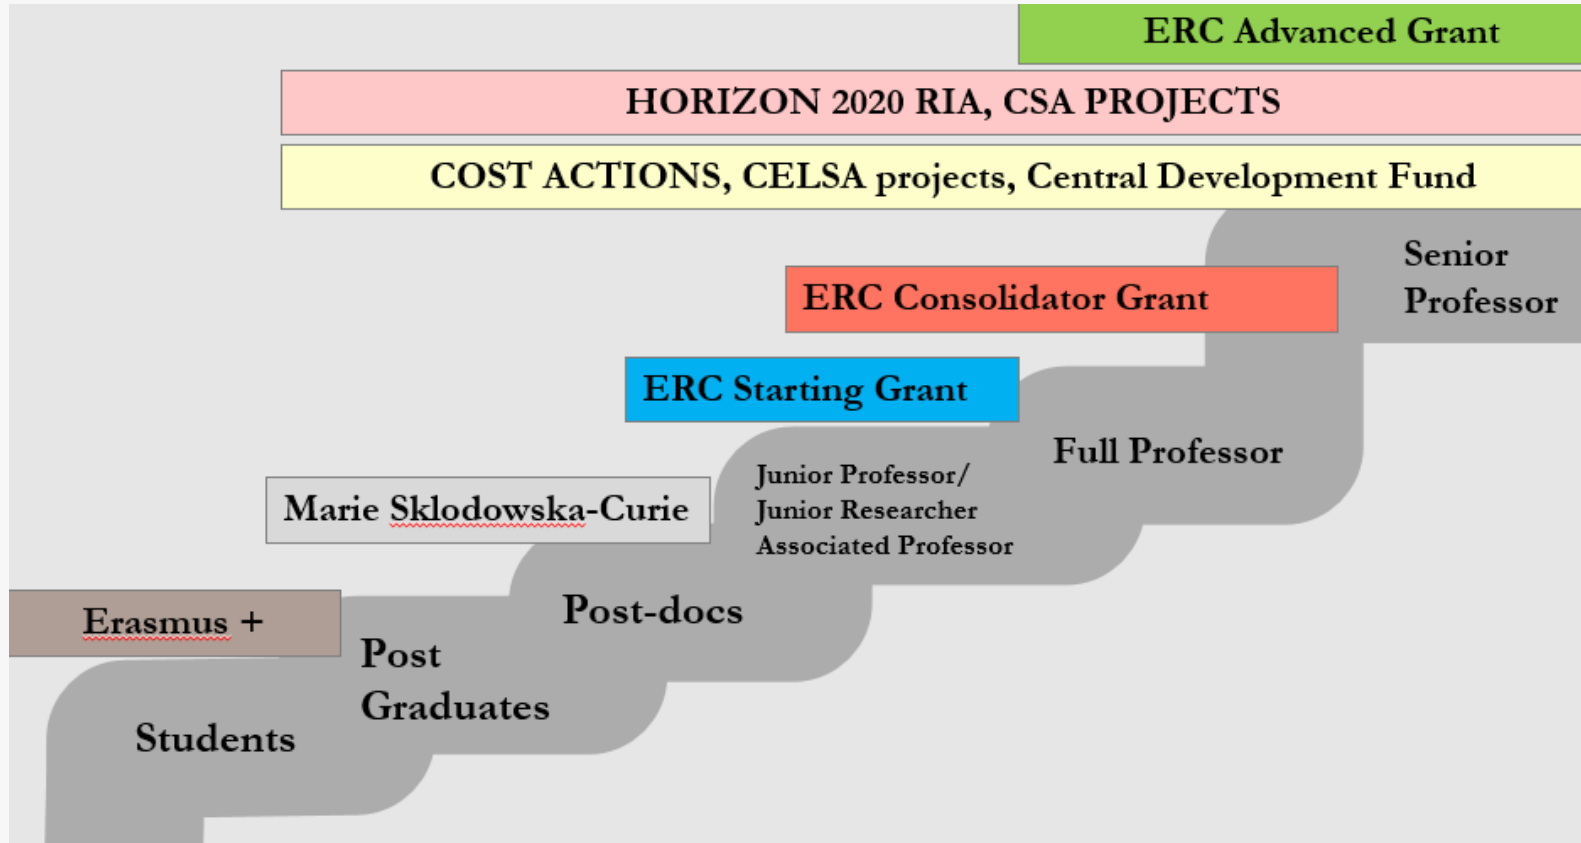 ERC Advanced Grant
HORIZON 2020 RIA, CSA PROJECTS
COST ACTIONS, CELSA projects, Central Development Fund
Senior
Professor
ERC Consolidator Grant
ERC Starting Grant
Full Professor
Junior Professor/
Junior Researcher
Associated Professor
Marie Sklodowska-Curie
Post-docs
Erasmus +
Post
Graduates
Students